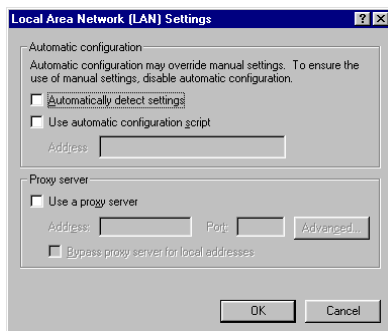 Local Area Network (LAN) Settings
Automatic configuration
Automatic configuration may override manual settings. To ensure the
use of manual settings, disable automatic configuration.
Automatically detect settings
Use automatic configuration script
Address
Proxy server
Use a proxy server
Address: Port: Advanced...
Bypass proxy server for local addresses
OK Cancel